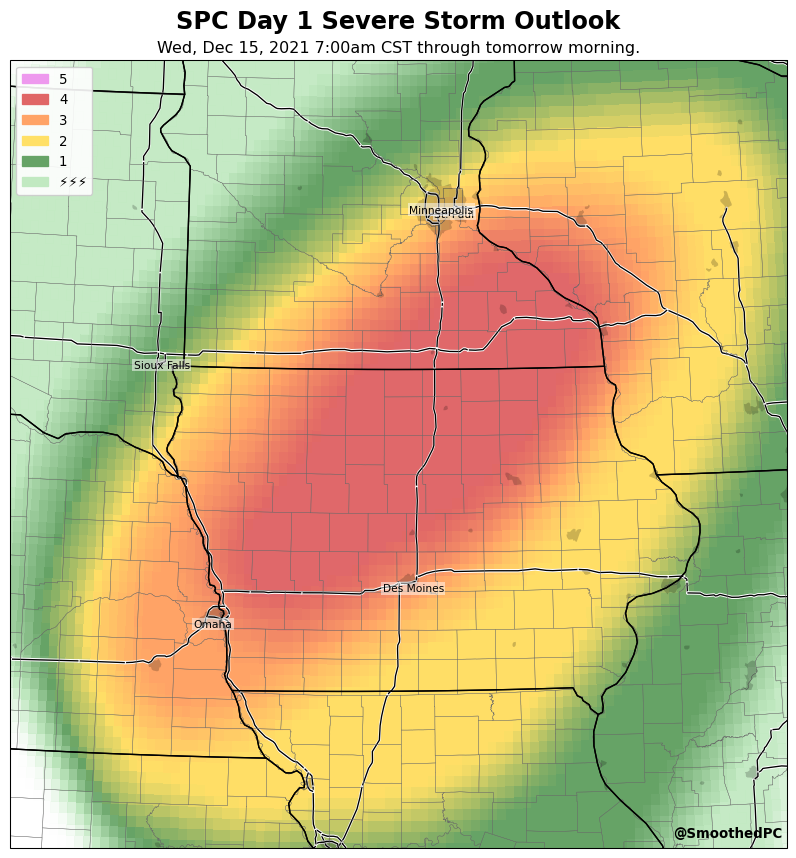 SPC Day 1 Severe Storm Outlook
Wed, Dec 15, 2021 7:00am CST through tomorrow morning.
5
4
3
2
1
⚡⚡⚡
Minneapolis
Sioux Falls
Des Moines
Omaha
@SmoothedPC